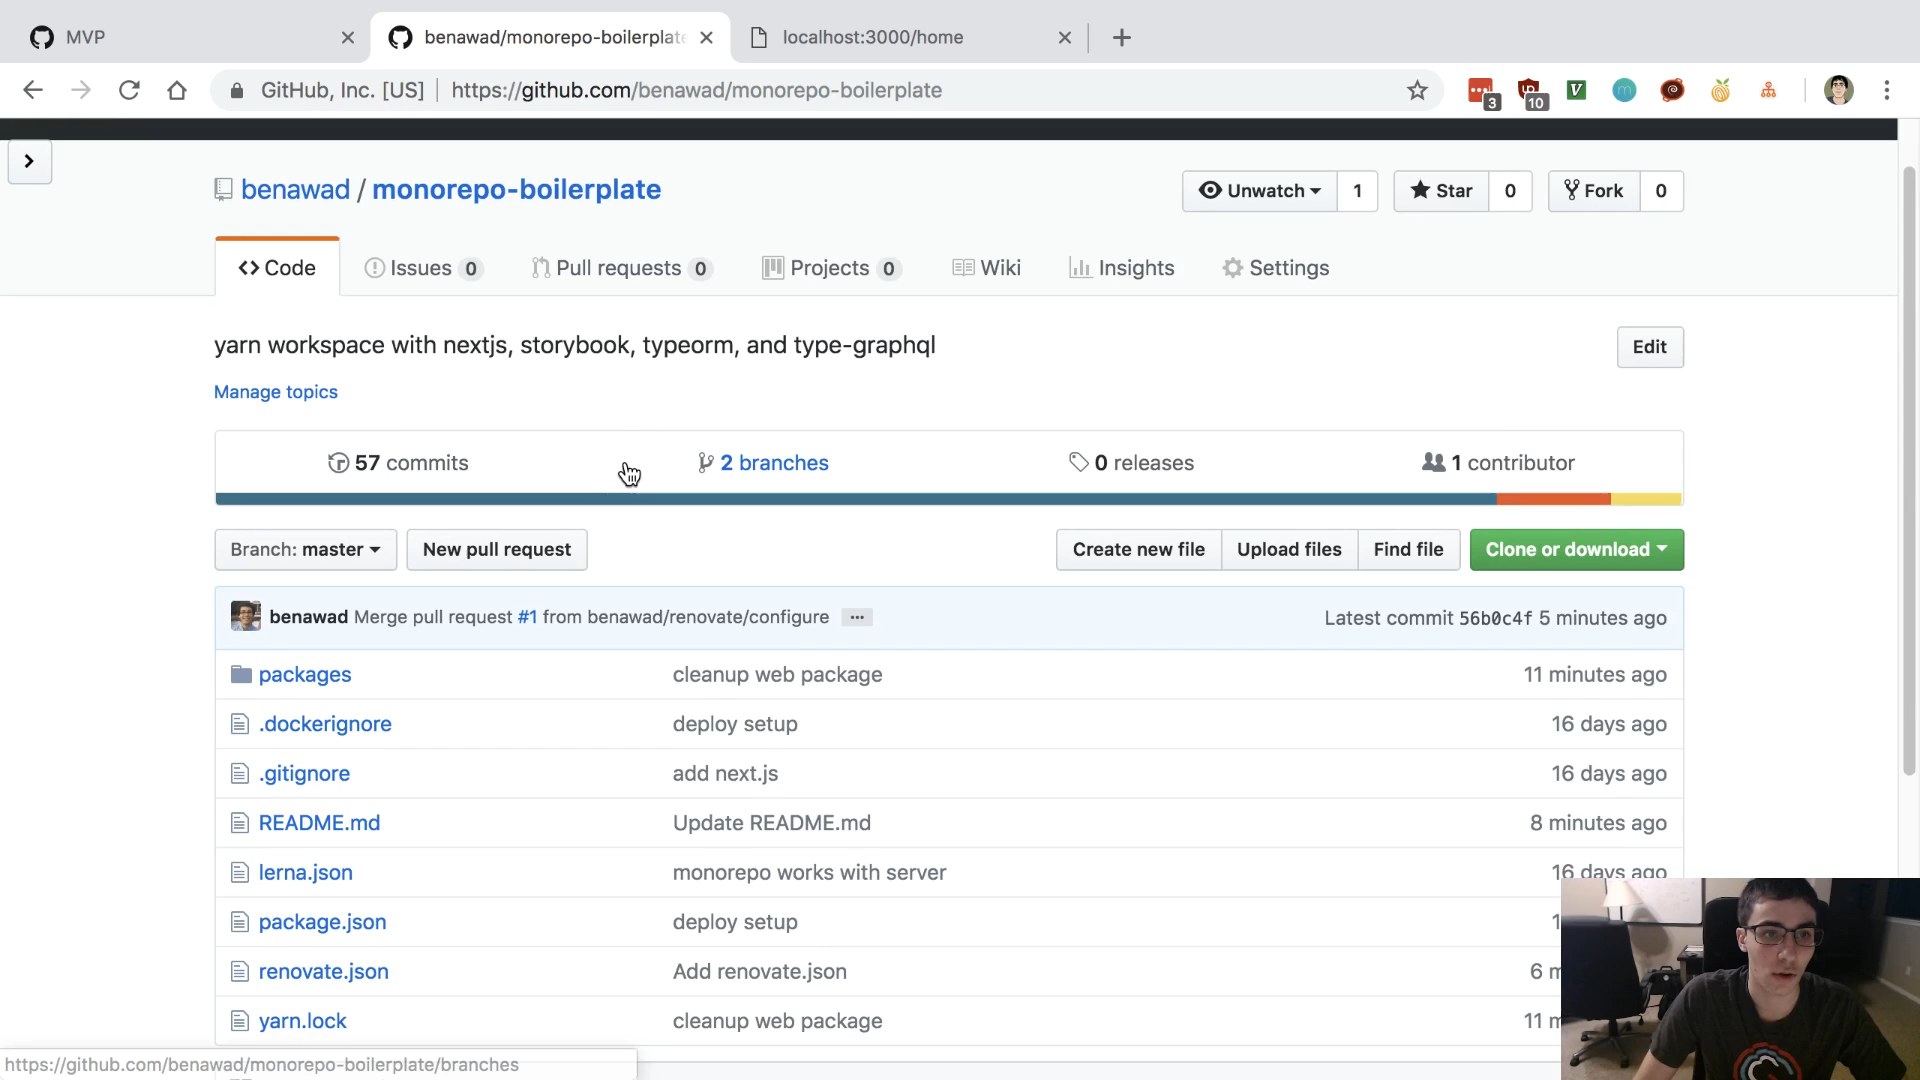 MVP
benawad/monorepo-boilerplate
localhost:3000/home
GitHub, Inc. [US]
https://github.com/benawad/monorepo-boilerplate
3
10
benawad / monorepo-boilerplate
Unwatch 1
Star 0
Fork 0
Code
Issues 0
Pull requests 0
Projects 0
Wiki
Insights
Settings
yarn workspace with nextjs, storybook, typeorm, and type-graphql
Edit
Manage topics
57 commits
2 branches
0 releases
1 contributor
Branch: master
New pull request
Create new file
Upload files
Find file
Clone or download
benawad Merge pull request #1 from benawad/renovate/configure ...
Latest commit 56b0c4f 5 minutes ago
packages cleanup web package 11 minutes ago
.dockerignore deploy setup 16 days ago
.gitignore add next.js 16 days ago
README.md Update README.md 8 minutes ago
lerna.json monorepo works with server 16 days ago
package.json deploy setup 1
renovate.json Add renovate.json 6 m
yarn.lock cleanup web package 11 m
https://github.com/benawad/monorepo-boilerplate/branches